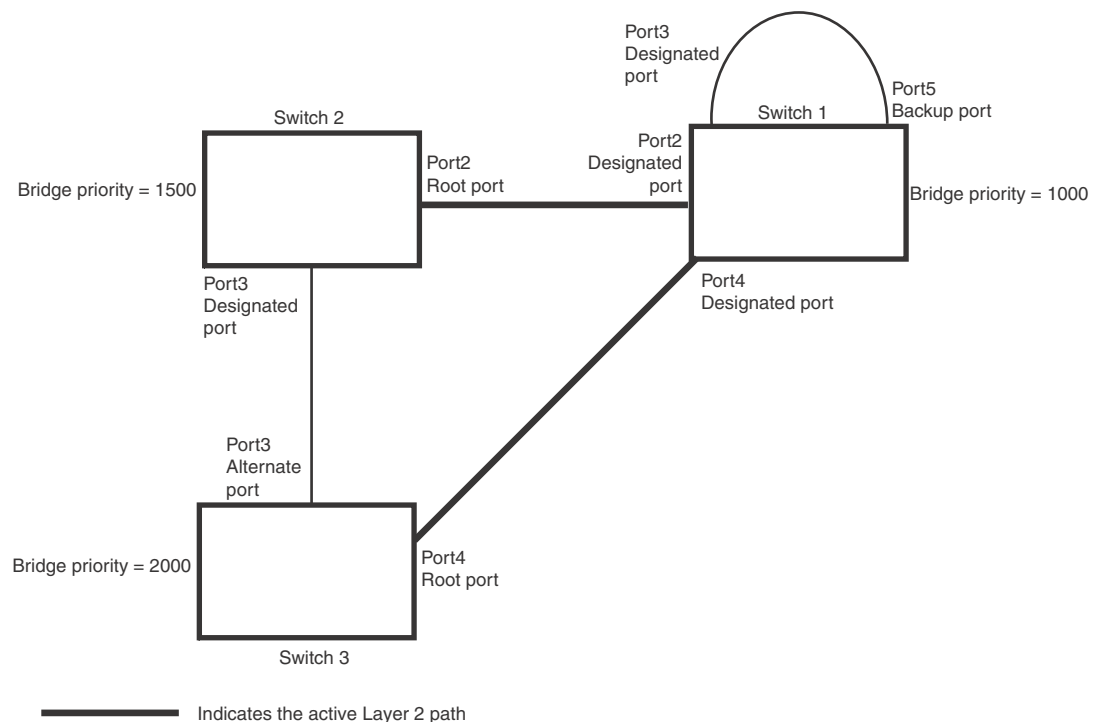 Port3
Designated
port
Port5
Backup port
Switch 1
Switch 2
Port2
Root port
Port2
Designated
port
Bridge priority = 1500
Bridge priority = 1000
Port3
Designated
port
Port4
Designated port
Port3
Alternate
port
Bridge priority = 2000
Port4
Root port
Switch 3
Indicates the active Layer 2 path